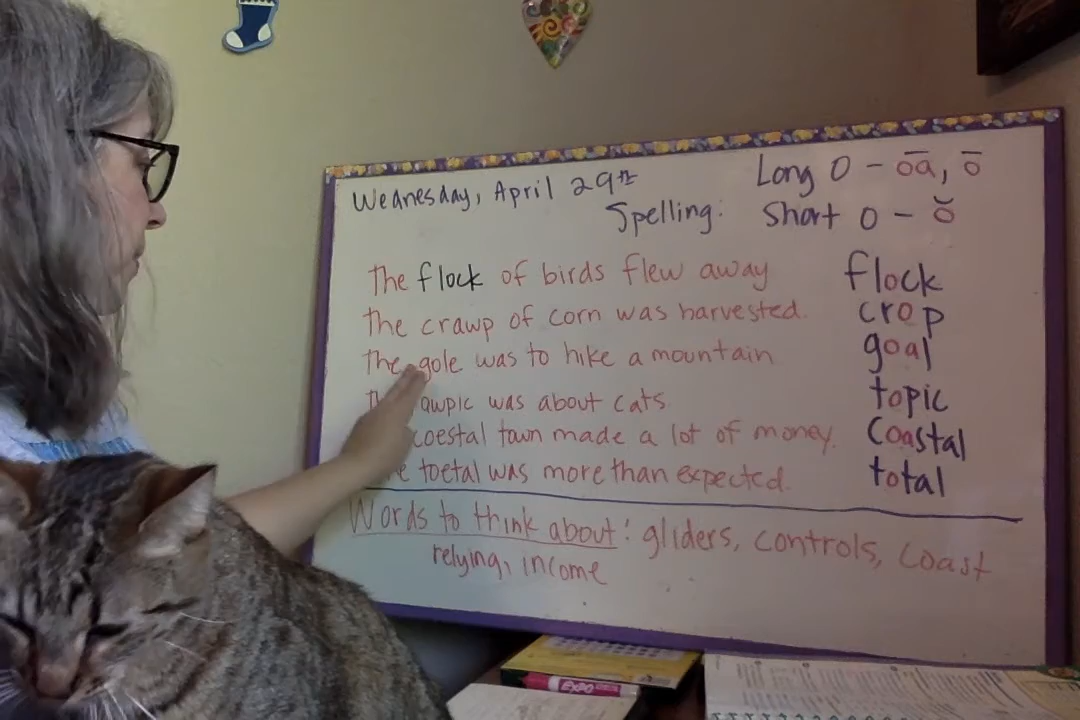 Wednesday, April 29th
Long O - ōā, ō
Spelling: Short O - ŏ
The flock of birds flew away flock
The crawp of corn was harvested. crop
The gole was to hike a mountain goal
awpic was about cats. topic
coestal town made a lot of money. Coastal
toetal was more than expected. total
Words to think about: gliders, controls, coast
relying, income
EXPO